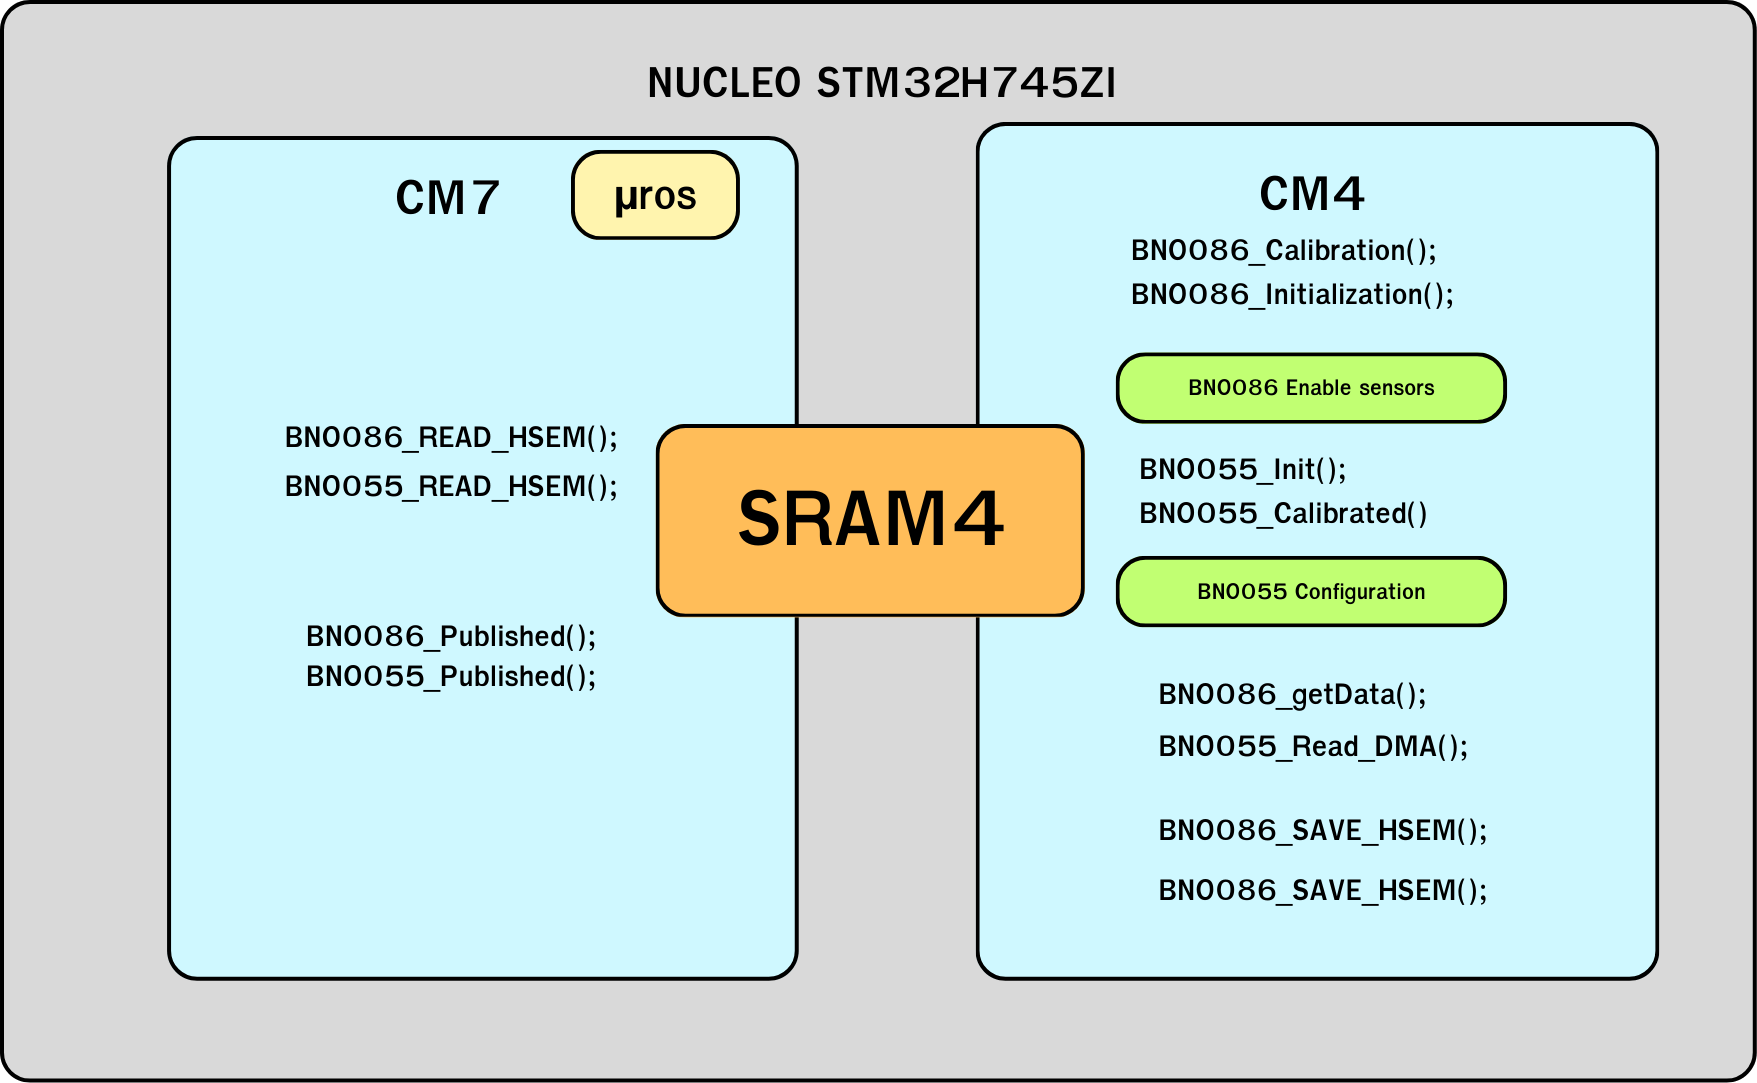 NUCLEO STM32H745ZI
CM7
µros
BNO086_READ_HSEM();
BNO055_READ_HSEM();
BNO086_Published();
BNO055_Published();
SRAM4
CM4
BNO086_Calibration();
BNO086_Initialization();
BNO086 Enable sensors
BNO055_Init();
BNO055_Calibrated()
BNO055 Configuration
BNO086_getData();
BNO055_Read_DMA();
BNO086_SAVE_HSEM();
BNO086_SAVE_HSEM();